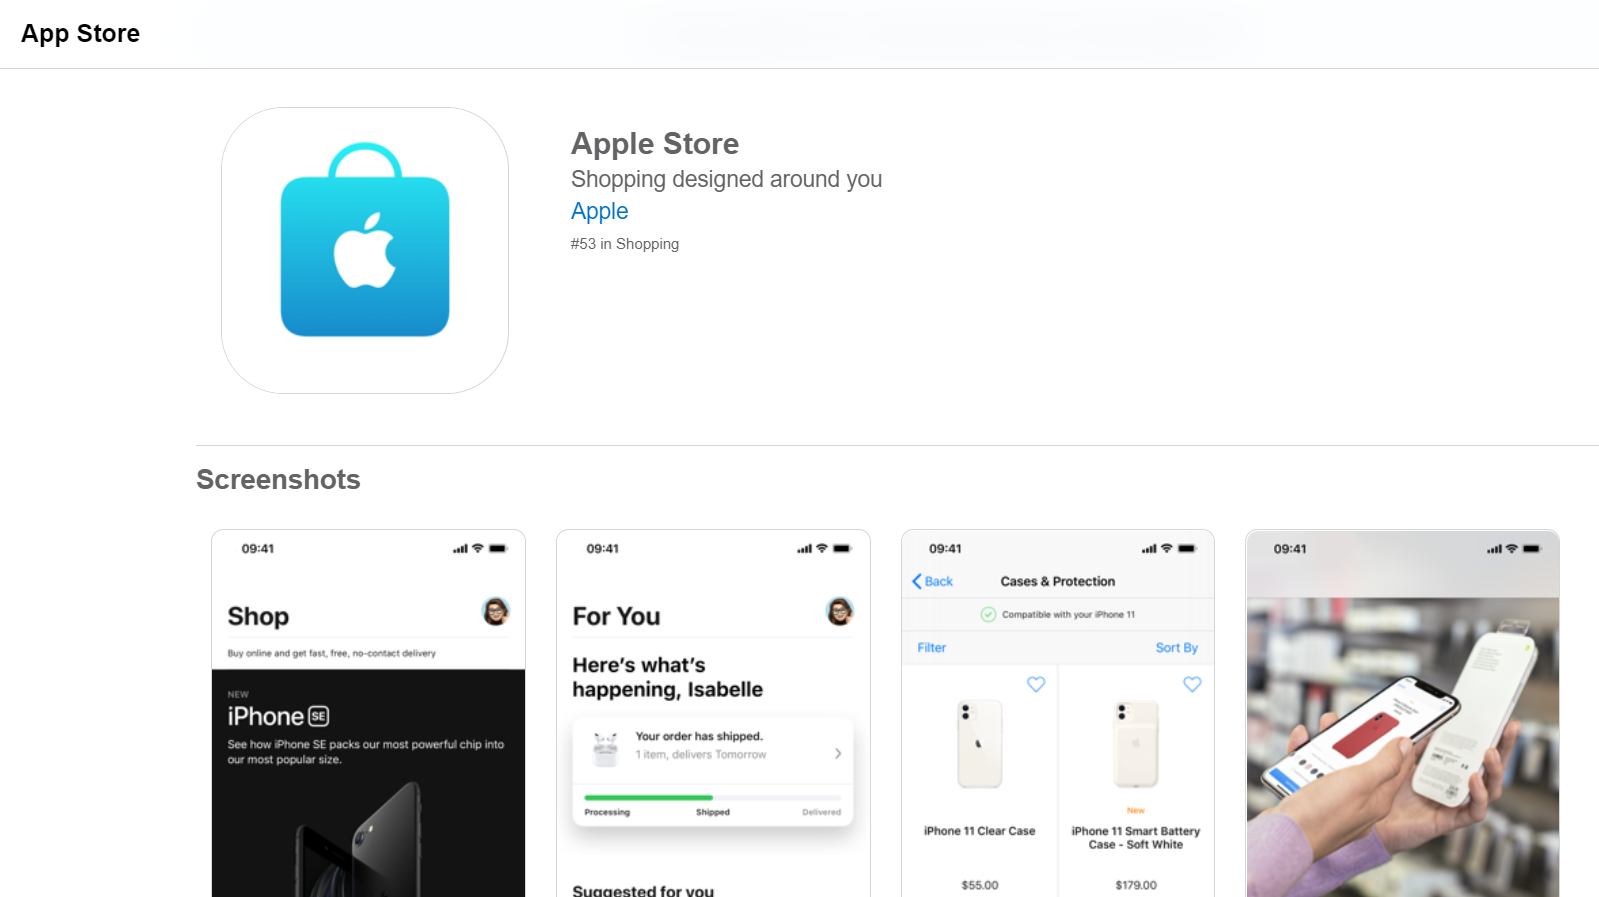 App Store
Apple Store
Shopping designed around you
Apple
#53 in Shopping
Screenshots
09:41
Shop
Buy online and get fast, free, no-contact delivery
NEW
iPhone SE
See how iPhone SE packs our most powerful chip into
our most popular size.
09:41
For You
Here's what's
happening, Isabelle
Your order has shipped.
1 item, delivers Tomorrow
Processing Shipped Delivered
Suggested for you
09:41
Back Cases & Protection
Compatible with your iPhone 11
Filter Sort By
iPhone 11 Clear Case
$55.00
New
iPhone 11 Smart Battery
Case - Soft White
$179.00
09:41